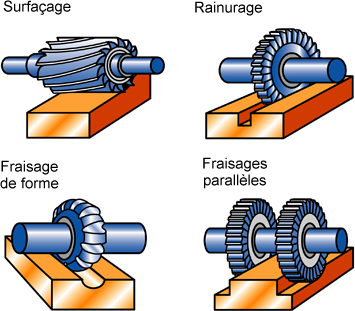 Surfaçage
Rainurage
Fraisage
de forme
Fraisages
parallèles